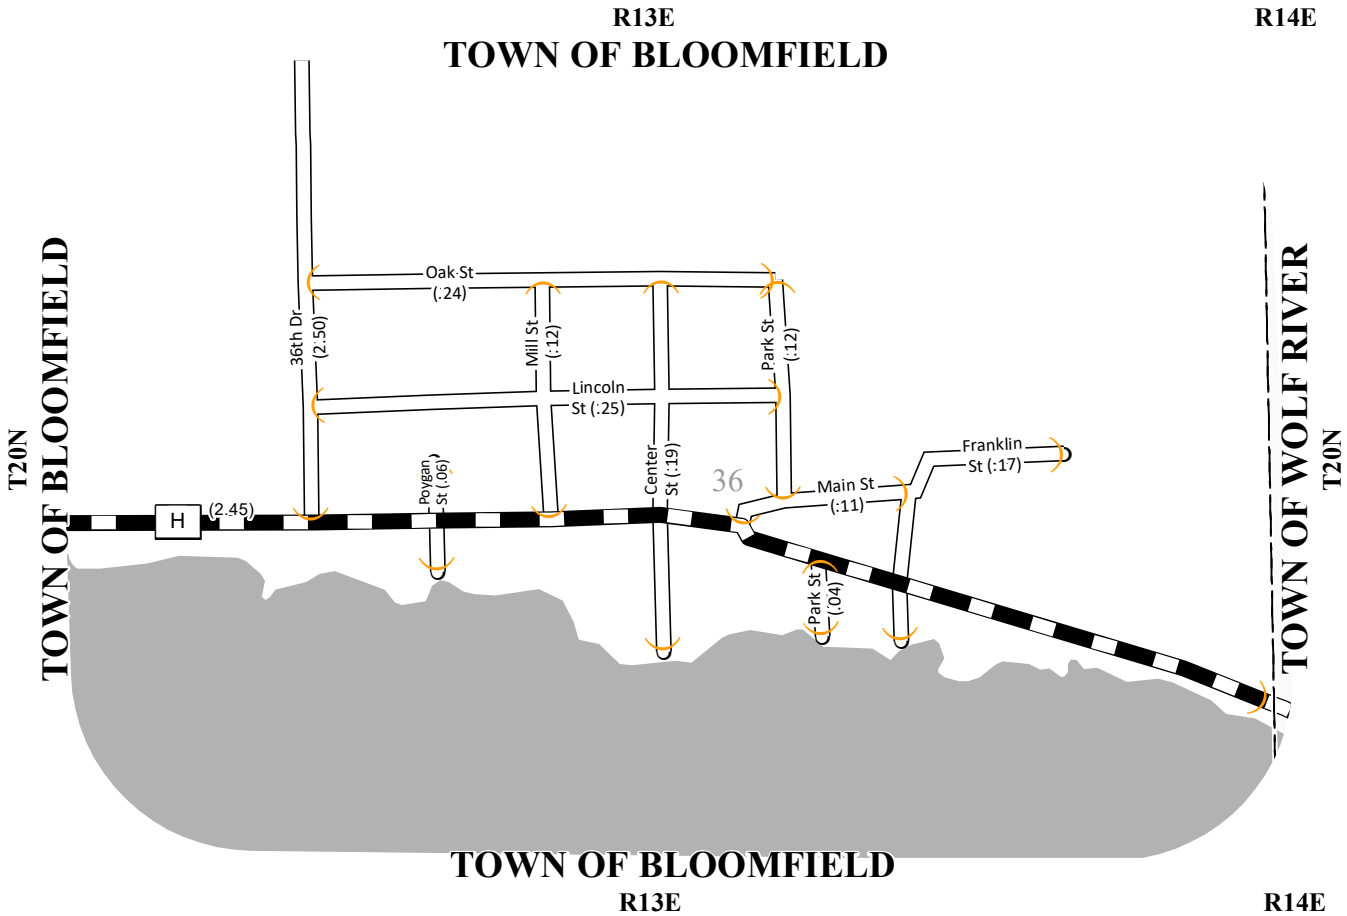 R13E
R14E
TOWN OF BLOOMFIELD
Oak St
(.24)
36th Dr
(2.50)
Mill St
(.12)
Park St
(.12)
Lincoln
St (.25)
TOWN OF BLOOMFIELD
T20N
TOWN OF WOLF RIVER
T20N
Poygan
St (.06)
Center
St (.19)
36
Franklin
St (.17)
Main St
(.11)
H
(2.45)
Park St
(.04)
TOWN OF BLOOMFIELD
R13E
R14E